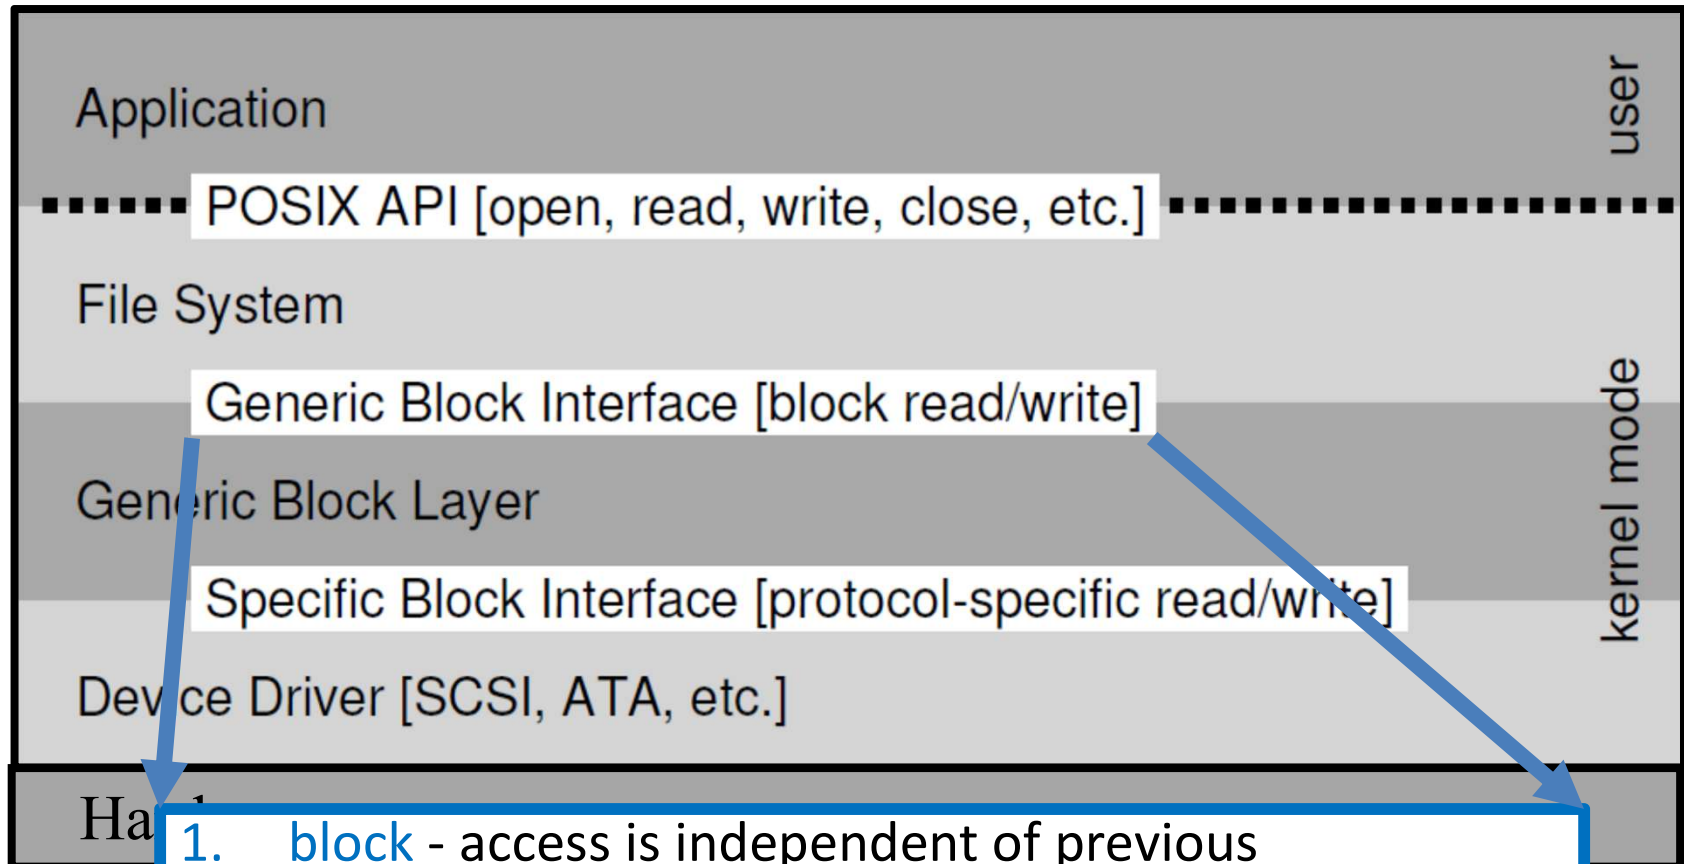 Application
user
POSIX API [open, read, write, close, etc.]
File System
Generic Block Interface [block read/write]
kernel mode
Generic Block Layer
Specific Block Interface [protocol-specific read/write]
Device Driver [SCSI, ATA, etc.]
1. block - access is independent of previous